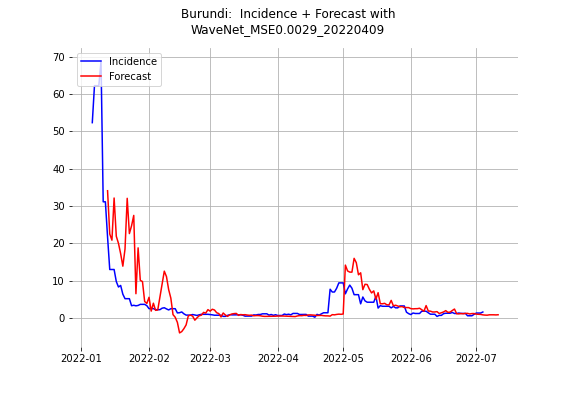 Burundi:  Incidence + Forecast with
WaveNet_MSE0.0029_20220409
Incidence
Forecast
70
60
50
40
30
20
10
0
2022-01 2022-02 2022-03 2022-04 2022-05 2022-06 2022-07